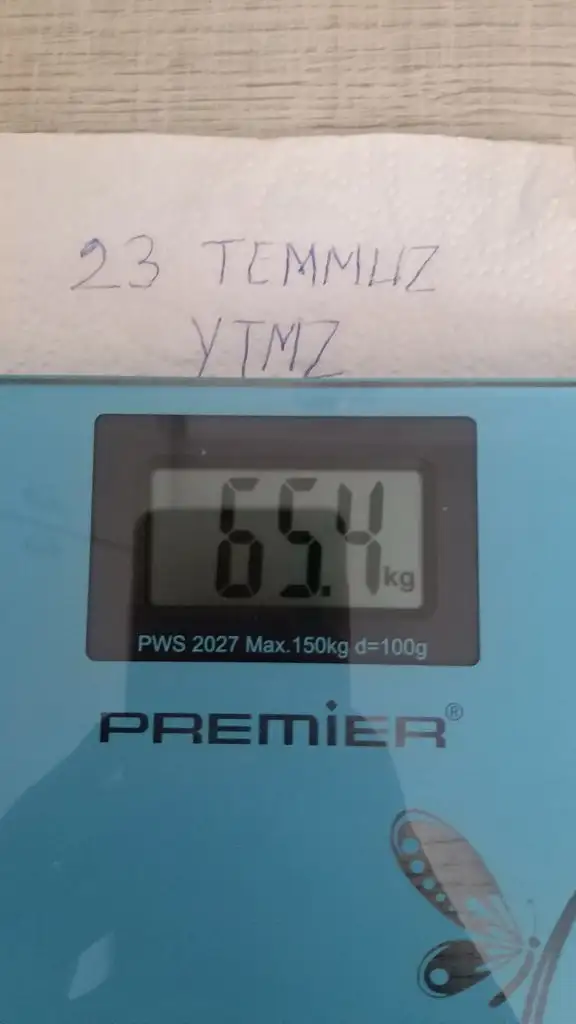 23 TEMMUZ
YTMZ
65.4 kg
PWS 2027 Max.150kg d=100g
PREMiER®